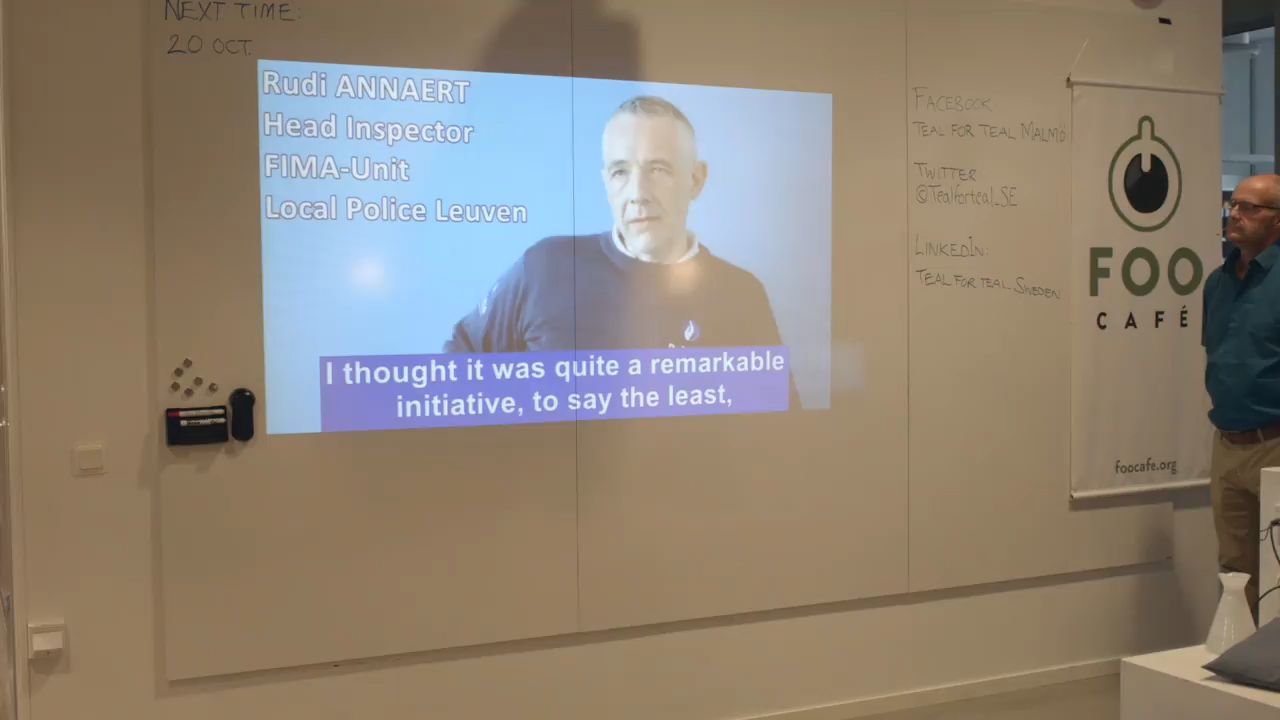 NEXT TIME:
20 OCT.
Rudi ANNAERT
Head Inspector
FIMA-Unit
Local Police Leuven
I thought it was quite a remarkable
initiative, to say the least,
FACEBOOK
TEAL FOR TEAL MALMÖ
TWITTER
@Tealforteal_SE
LINKEDIN:
TEAL FOR TEAL SWEDEN
FOO
CAFÉ
foocafe.org